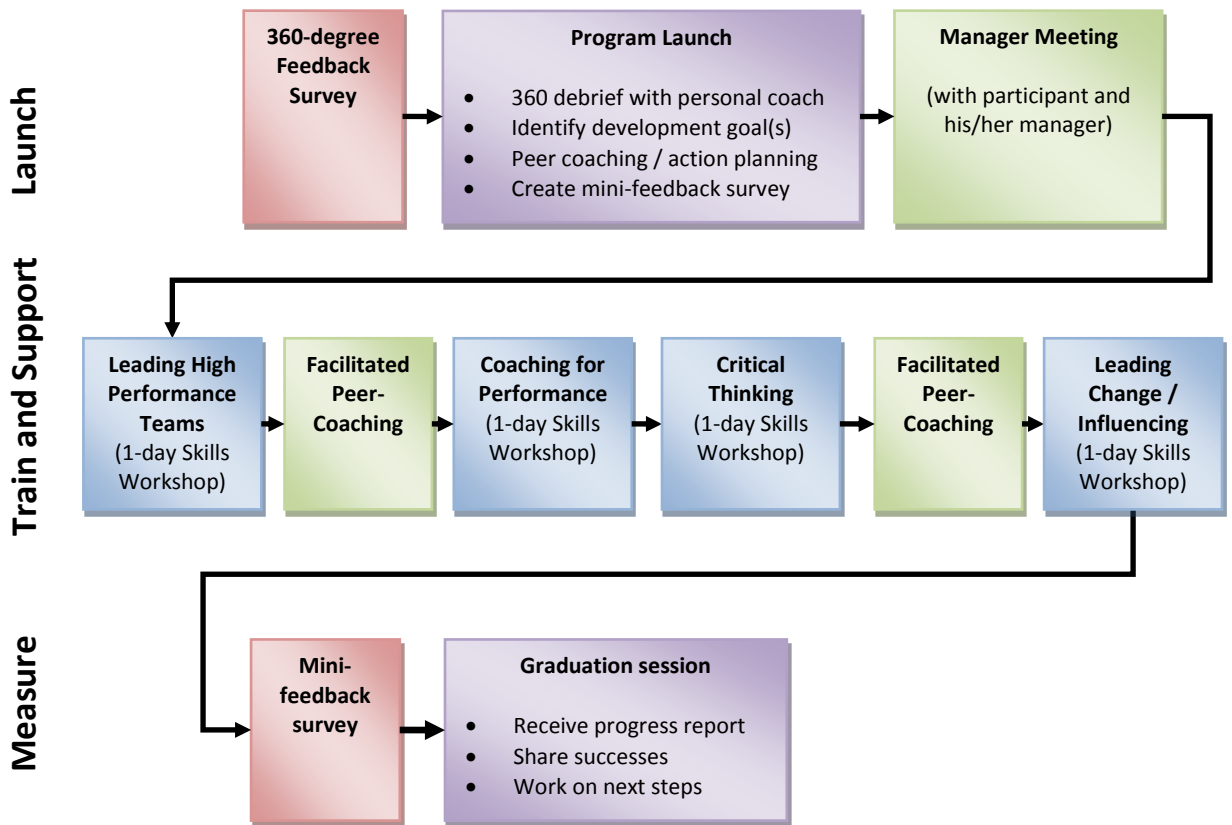 Launch
360-degree
Feedback
Survey
Program Launch
• 360 debrief with personal coach
• Identify development goal(s)
• Peer coaching / action planning
• Create mini-feedback survey
Manager Meeting
(with participant and
his/her manager)
Train and Support
Leading High
Performance
Teams
(1-day Skills
Workshop)
Facilitated
Peer-
Coaching
Coaching for
Performance
(1-day Skills
Workshop)
Critical
Thinking
(1-day Skills
Workshop)
Facilitated
Peer-
Coaching
Leading
Change /
Influencing
(1-day Skills
Workshop)
Measure
Mini-
feedback
survey
Graduation session
• Receive progress report
• Share successes
• Work on next steps